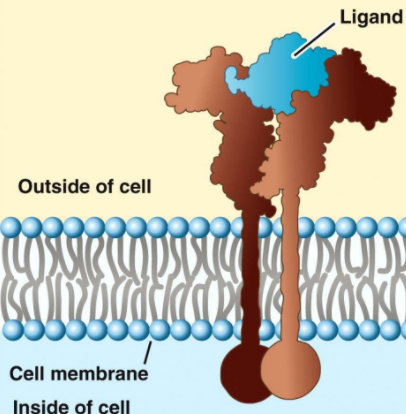 Ligand
Outside of cell
Cell membrane
Inside of cell